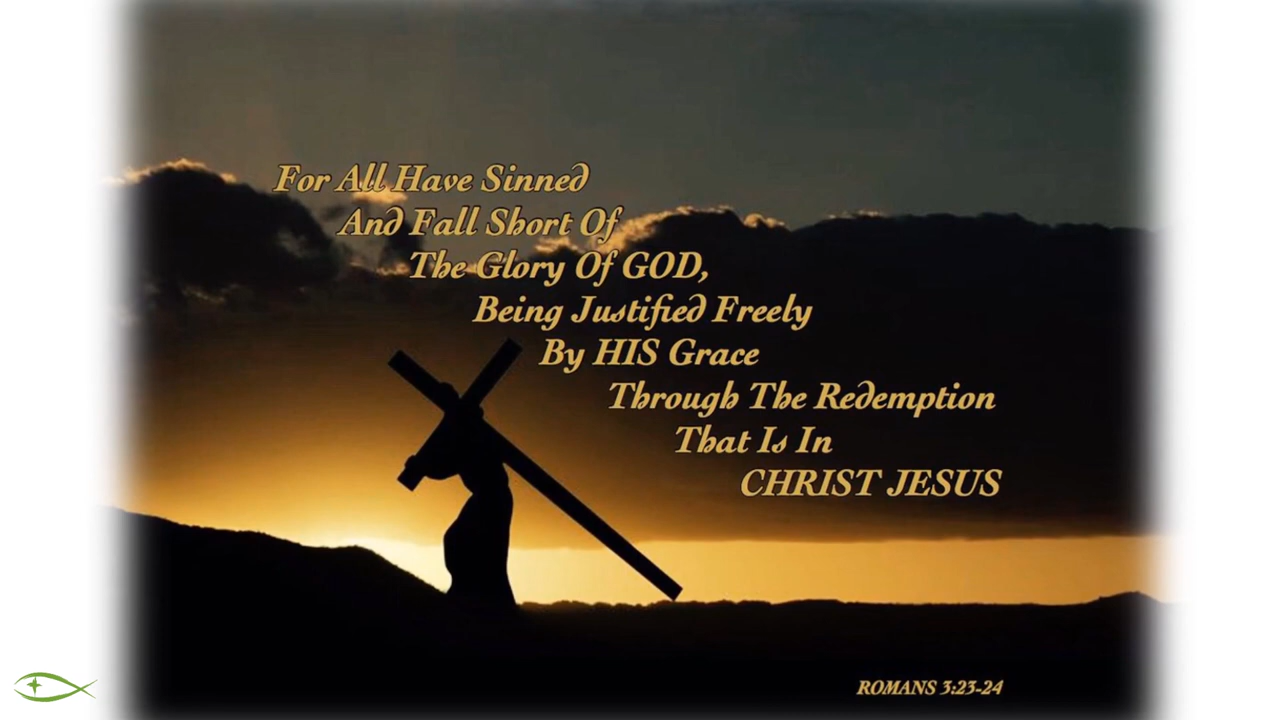 For All Have Sinned
And Fall Short Of
The Glory Of GOD,
Being Justified Freely
By HIS Grace
Through The Redemption
That Is In
CHRIST JESUS
ROMANS 3:23-24